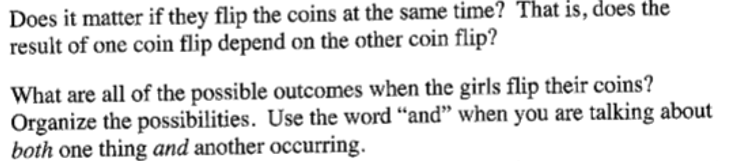 Does it matter if they flip the coins at the same time? That is, does the
result of one coin flip depend on the other coin flip?
What are all of the possible outcomes when the girls flip their coins?
Organize the possibilities. Use the word “and” when you are talking about
both one thing and another occurring.